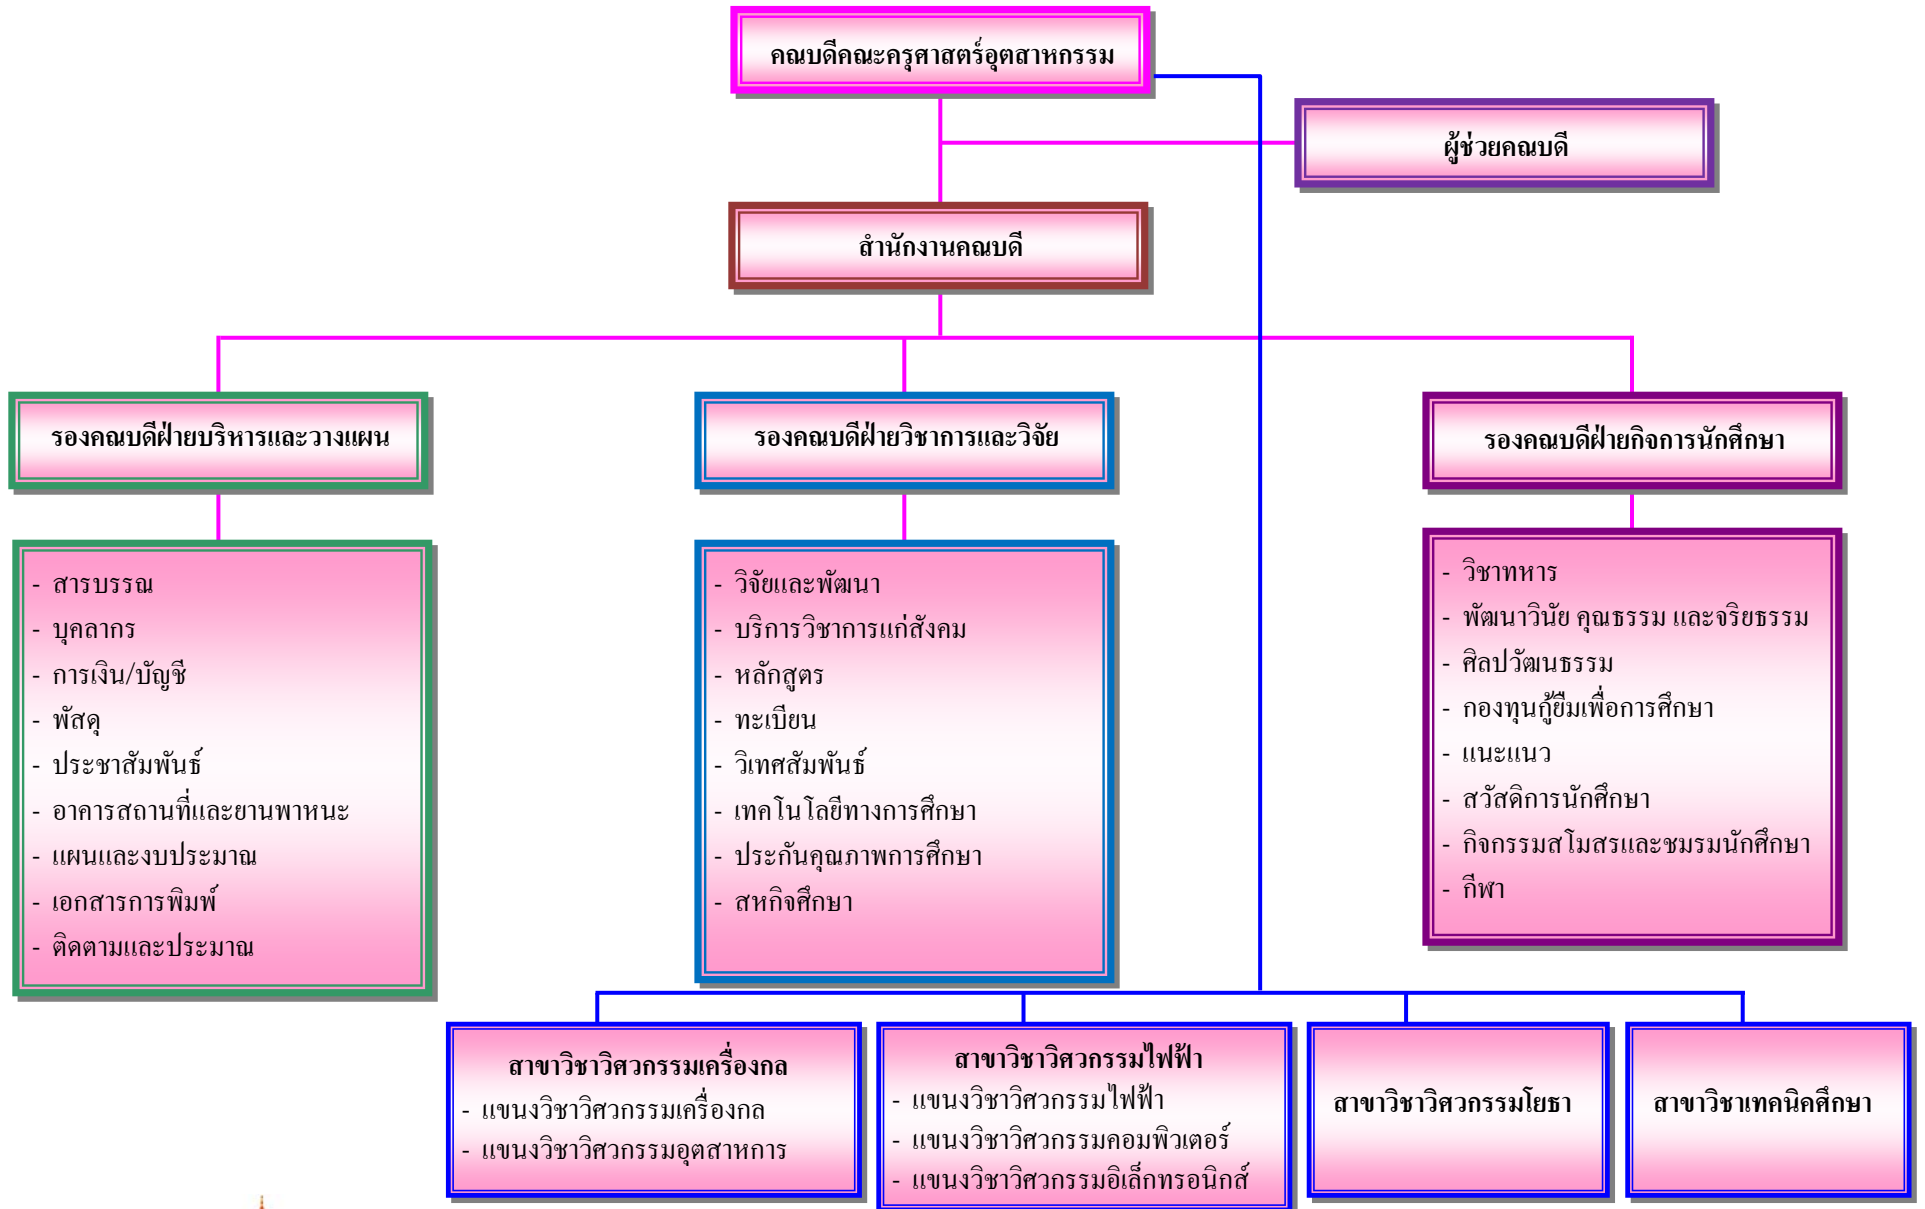 คณบดีคณะครุศาสตร์อุตสาหกรรม
ผู้ช่วยคณบดี
สำนักงานคณบดี
รองคณบดีฝ่ายบริหารและวางแผน
- สารบรรณ
- บุคลากร
- การเงิน/บัญชี
- พัสดุ
- ประชาสัมพันธ์
- อาคารสถานที่และยานพาหนะ
- แผนและงบประมาณ
- เอกสารการพิมพ์
- ติดตามและประมาณ
รองคณบดีฝ่ายวิชาการและวิจัย
- วิจัยและพัฒนา
- บริการวิชาการแก่สังคม
- หลักสูตร
- ทะเบียน
- วิเทศสัมพันธ์
- เทคโนโลยีทางการศึกษา
- ประกันคุณภาพการศึกษา
- สหกิจศึกษา
รองคณบดีฝ่ายกิจการนักศึกษา
- วิชาทหาร
- พัฒนาวินัย คุณธรรม และจริยธรรม
- ศิลปวัฒนธรรม
- กองทุนกู้ยืมเพื่อการศึกษา
- แนะแนว
- สวัสดิการนักศึกษา
- กิจกรรมสโมสรและชมรมนักศึกษา
- กีฬา
สาขาวิชาวิศวกรรมเครื่องกล
- แขนงวิชาวิศวกรรมเครื่องกล
- แขนงวิชาวิศวกรรมอุตสาหการ
สาขาวิชาวิศวกรรมไฟฟ้า
- แขนงวิชาวิศวกรรมไฟฟ้า
- แขนงวิชาวิศวกรรมคอมพิวเตอร์
- แขนงวิชาวิศวกรรมอิเล็กทรอนิกส์
สาขาวิชาวิศวกรรมโยธา
สาขาวิชาเทคนิคศึกษา